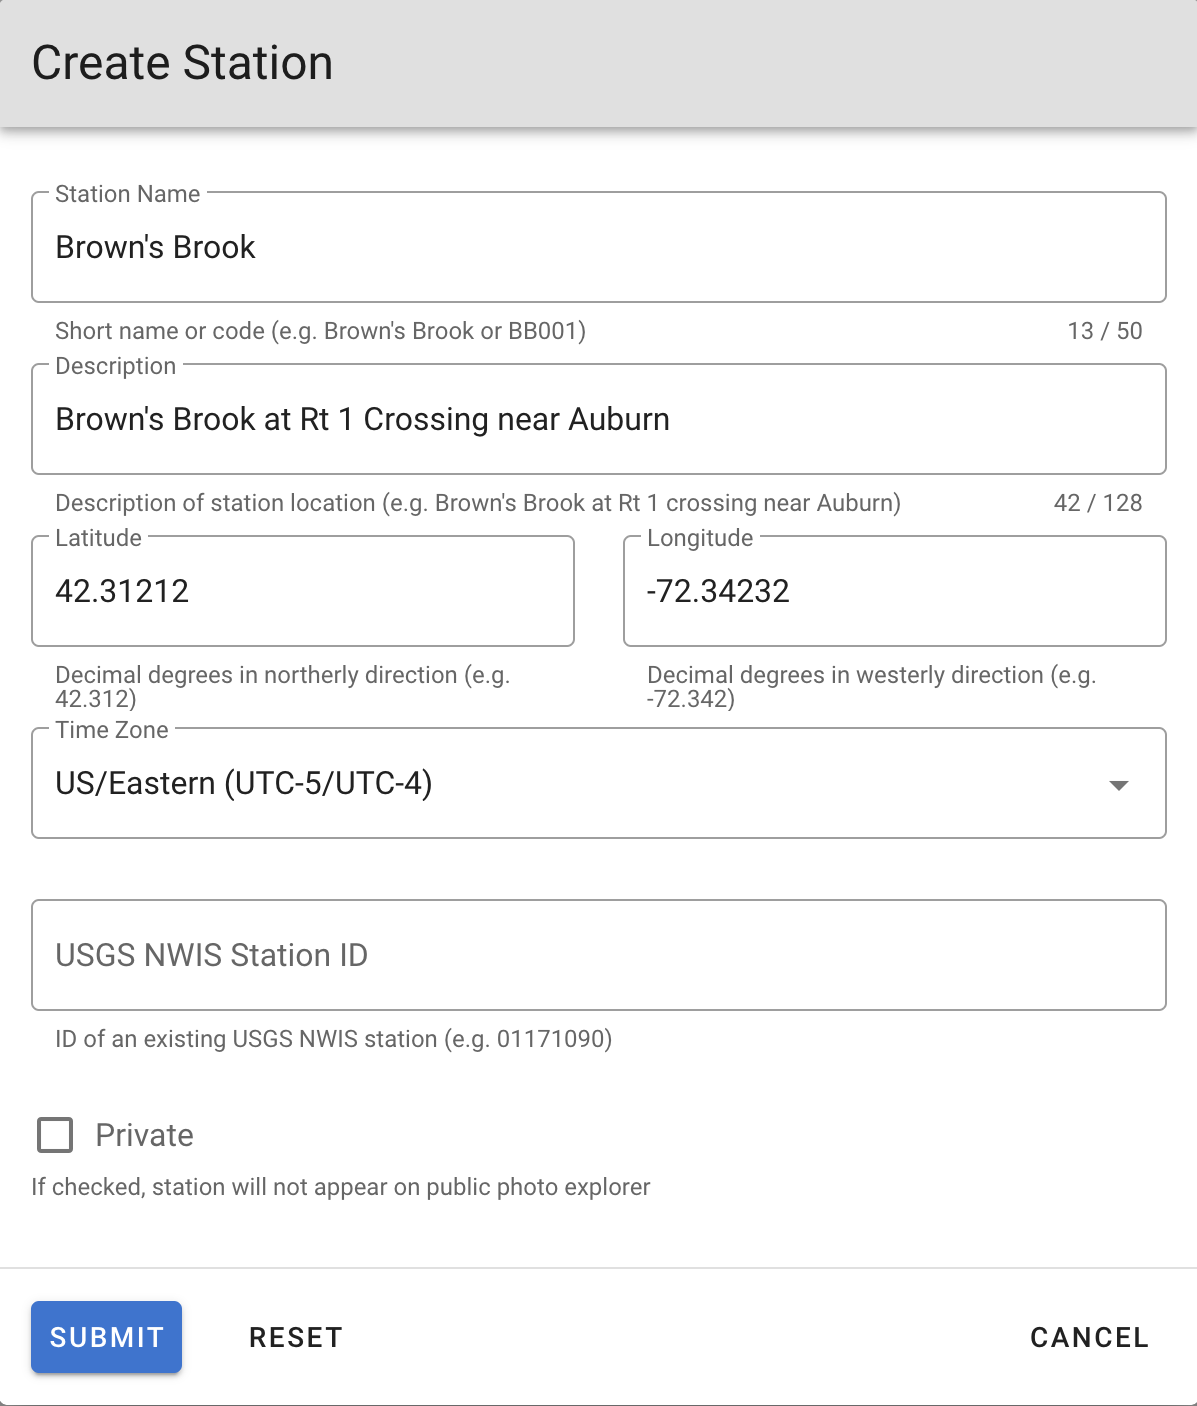 Create Station
Station Name
Brown's Brook
Short name or code (e.g. Brown's Brook or BB001)
13 / 50
Description
Brown's Brook at Rt 1 Crossing near Auburn
Description of station location (e.g. Brown's Brook at Rt 1 crossing near Auburn)
42 / 128
Latitude
42.31212
Decimal degrees in northerly direction (e.g.
42.312)
Longitude
-72.34232
Decimal degrees in westerly direction (e.g.
-72.342)
Time Zone
US/Eastern (UTC-5/UTC-4)
USGS NWIS Station ID
ID of an existing USGS NWIS station (e.g. 01171090)
Private
If checked, station will not appear on public photo explorer
SUBMIT
RESET
CANCEL